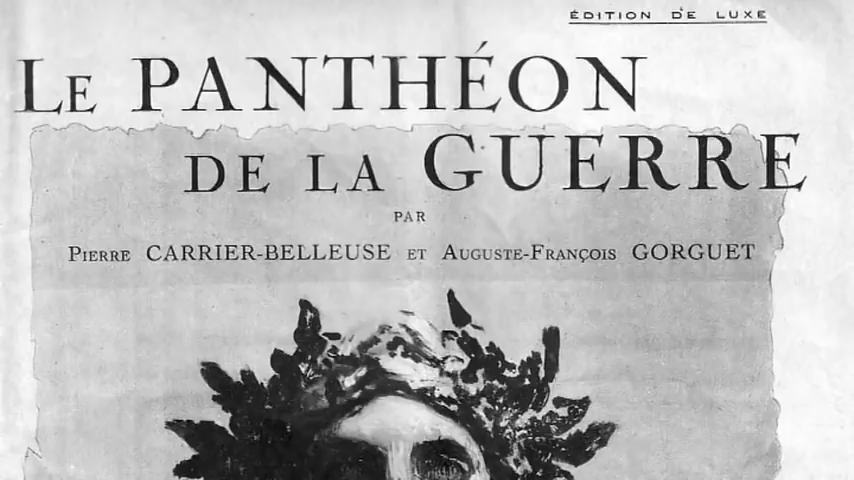 ÉDITION DE LUXE
LE PANTHÉON
DE LA GUERRE
PAR
PIERRE CARRIER-BELLEUSE ET AUGUSTE-FRANÇOIS GORGUET